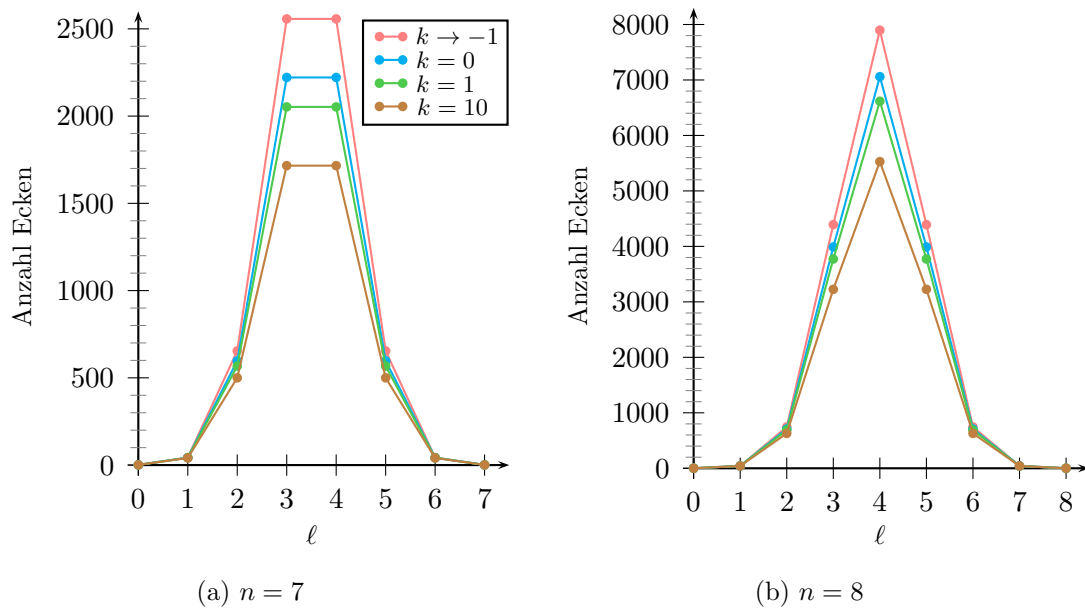 2500
2000
1500
1000
500
0
Anzahl Ecken
k → −1
k = 0
k = 1
k = 10
0 1 2 3 4 5 6 7
ℓ
(a) n = 7
8000
7000
6000
5000
4000
3000
2000
1000
0
Anzahl Ecken
0 1 2 3 4 5 6 7 8
ℓ
(b) n = 8